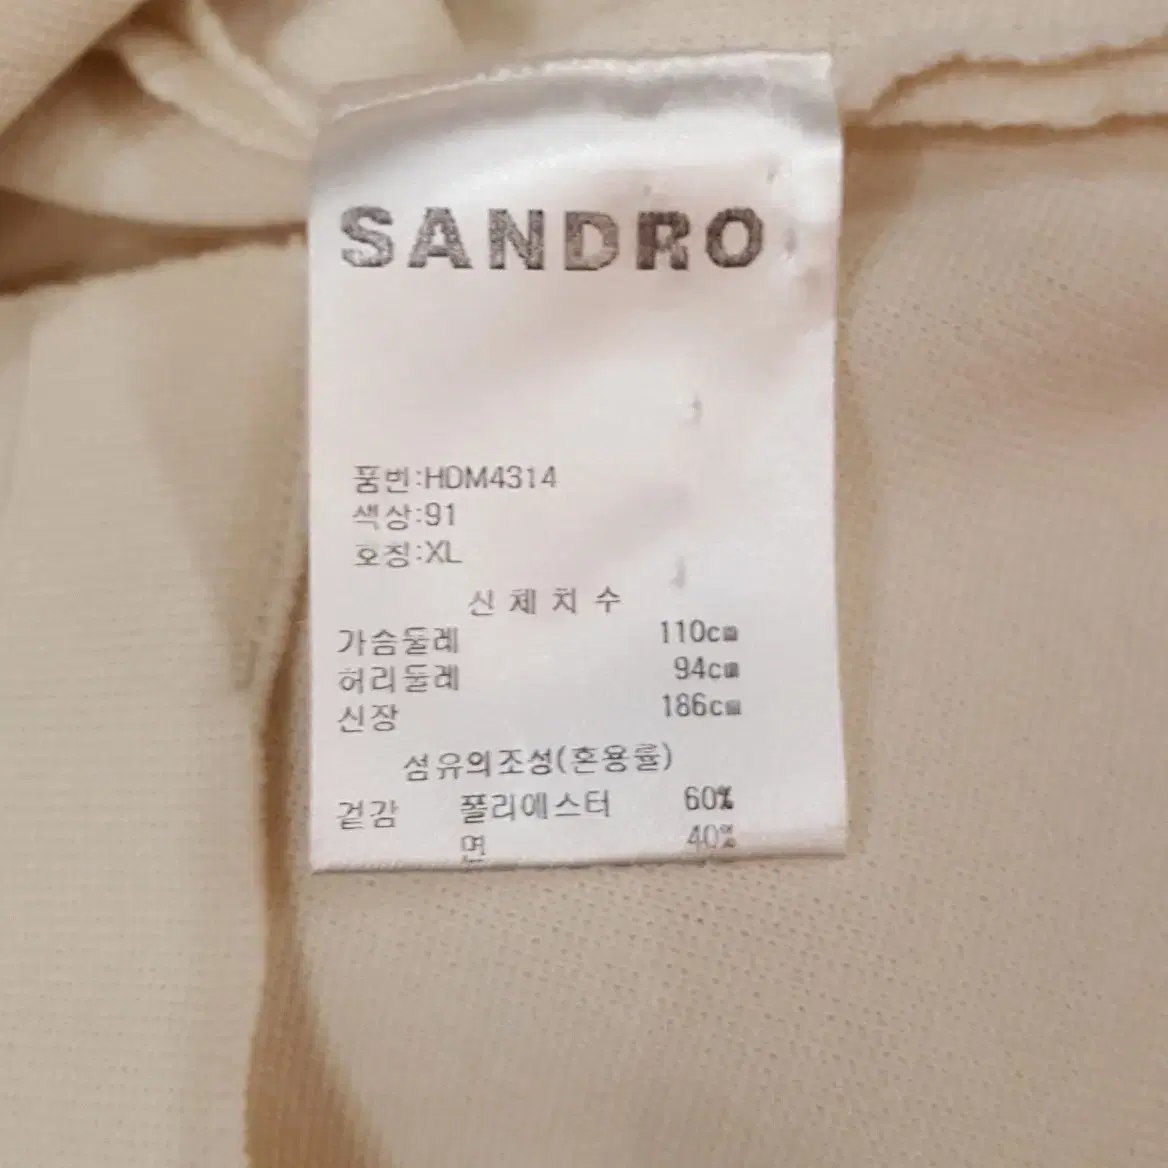 SANDRO
품번:HDM4314
색상:91
호칭:XL
신 체 치 수
가슴둘레 110cm
허리둘레 94cm
신장 186cm
섬유의조성(혼용률)
겉감 폴리에스터 60%
면 40%